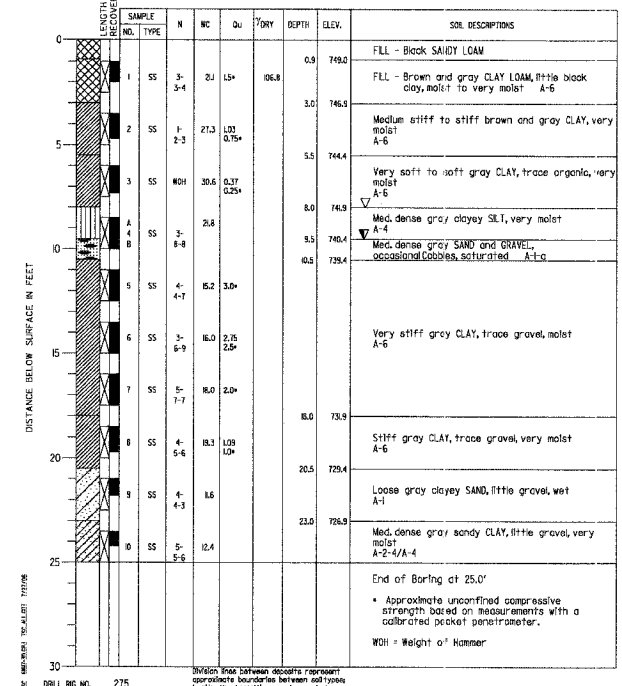 LENGTH
RECOVERY
SAMPLE
NO. TYPE N WC Qu %DRY DEPTH ELEV. SOIL DESCRIPTIONS
DISTANCE BELOW SURFACE IN FEET
0
FILL - Black SANDY LOAM
0.9 749.0
1 SS 3- 21.1 1.5* 106.8 FILL - Brown and gray CLAY LOAM, little black
3-4 clay, moist to very moist A-6
3.0 746.9
2 SS 1- 27.3 1.03 Medium stiff to stiff brown and gray CLAY, very
2-3 0.75* moist
A-6
5
5.5 744.4
3 SS WOH 30.6 0.37 Very soft to soft gray CLAY, trace organic, very
0.25* moist
A-6
8.0 741.9
A 21.8 Med. dense gray clayey SILT, very moist
4 SS 3- A-4
B 8-8
9.5 740.4
10
Med. dense gray SAND and GRAVEL,
occasional Cobbles, saturated A-1-a
10.5 739.4
5 SS 4- 15.2 3.0*
4-7
6 SS 3- 16.0 2.75 Very stiff gray CLAY, trace gravel, moist
6-9 2.5* A-6
15
7 SS 5- 18.0 2.0*
7-7
18.0 731.9
8 SS 4- 19.3 1.09 Stiff gray CLAY, trace gravel, very moist
5-6 1.0* A-6
20
20.5 729.4
9 SS 4- 11.6 Loose gray clayey SAND, little gravel, wet
4-3 A-1
23.0 726.9
10 SS 5- 12.4 Med. dense gray sandy CLAY, little gravel, very
5-6 moist
A-2-4/A-4
25
End of Boring at 25.0'
* Approximate unconfined compressive
strength based on measurements with a
calibrated pocket penetrometer.
WOH = Weight of Hammer
30
DRILL RIG NO. 275
Division lines between deposits represent
approximate boundaries between soil types;